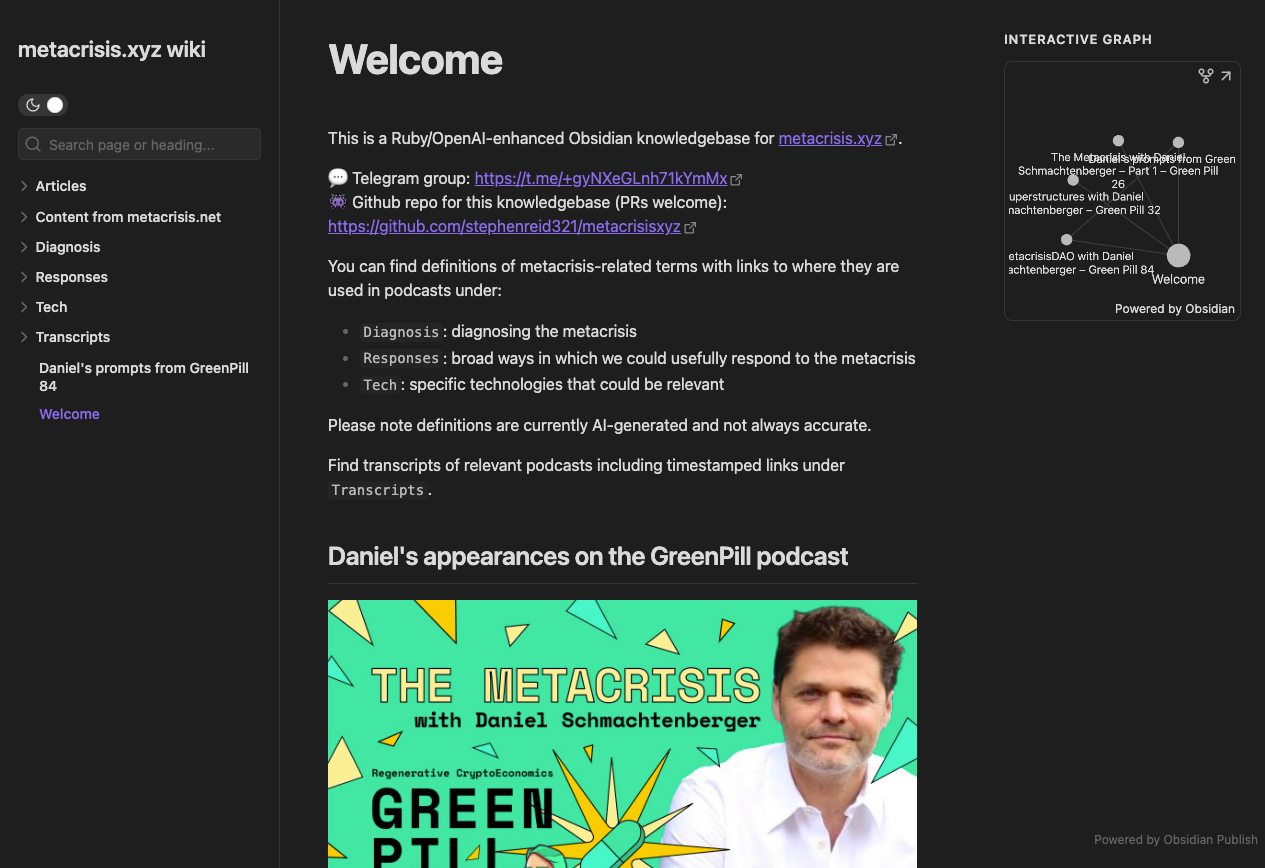 metacrisis.xyz wiki
Search page or heading...
Articles
Content from metacrisis.net
Diagnosis
Responses
Tech
Transcripts
Daniel's prompts from GreenPill
84
Welcome
Welcome
This is a Ruby/OpenAI-enhanced Obsidian knowledgebase for metacrisis.xyz.
💬 Telegram group: https://t.me/+gyNXeGLnh71kYmMx
👾 Github repo for this knowledgebase (PRs welcome):
https://github.com/stephenreid321/metacrisisxyz
You can find definitions of metacrisis-related terms with links to where they are
used in podcasts under:
Diagnosis: diagnosing the metacrisis
Responses: broad ways in which we could usefully respond to the metacrisis
Tech: specific technologies that could be relevant
Please note definitions are currently AI-generated and not always accurate.
Find transcripts of relevant podcasts including timestamped links under
Transcripts.
Daniel's appearances on the GreenPill podcast
THE METACRISIS
with Daniel Schmachtenberger
Regenerative CryptoEconomics
GREEN
PILL
INTERACTIVE GRAPH
Daniel's prompts from Green
The with Daniel
Schmachtenberger – Part 1 – Green Pill
26
uperstructures with Daniel
nachtenberger – Green Pill 32
etacrisisDAO with Daniel
achtenberger – Green Pill 84
Welcome
Powered by Obsidian
Powered by Obsidian Publish